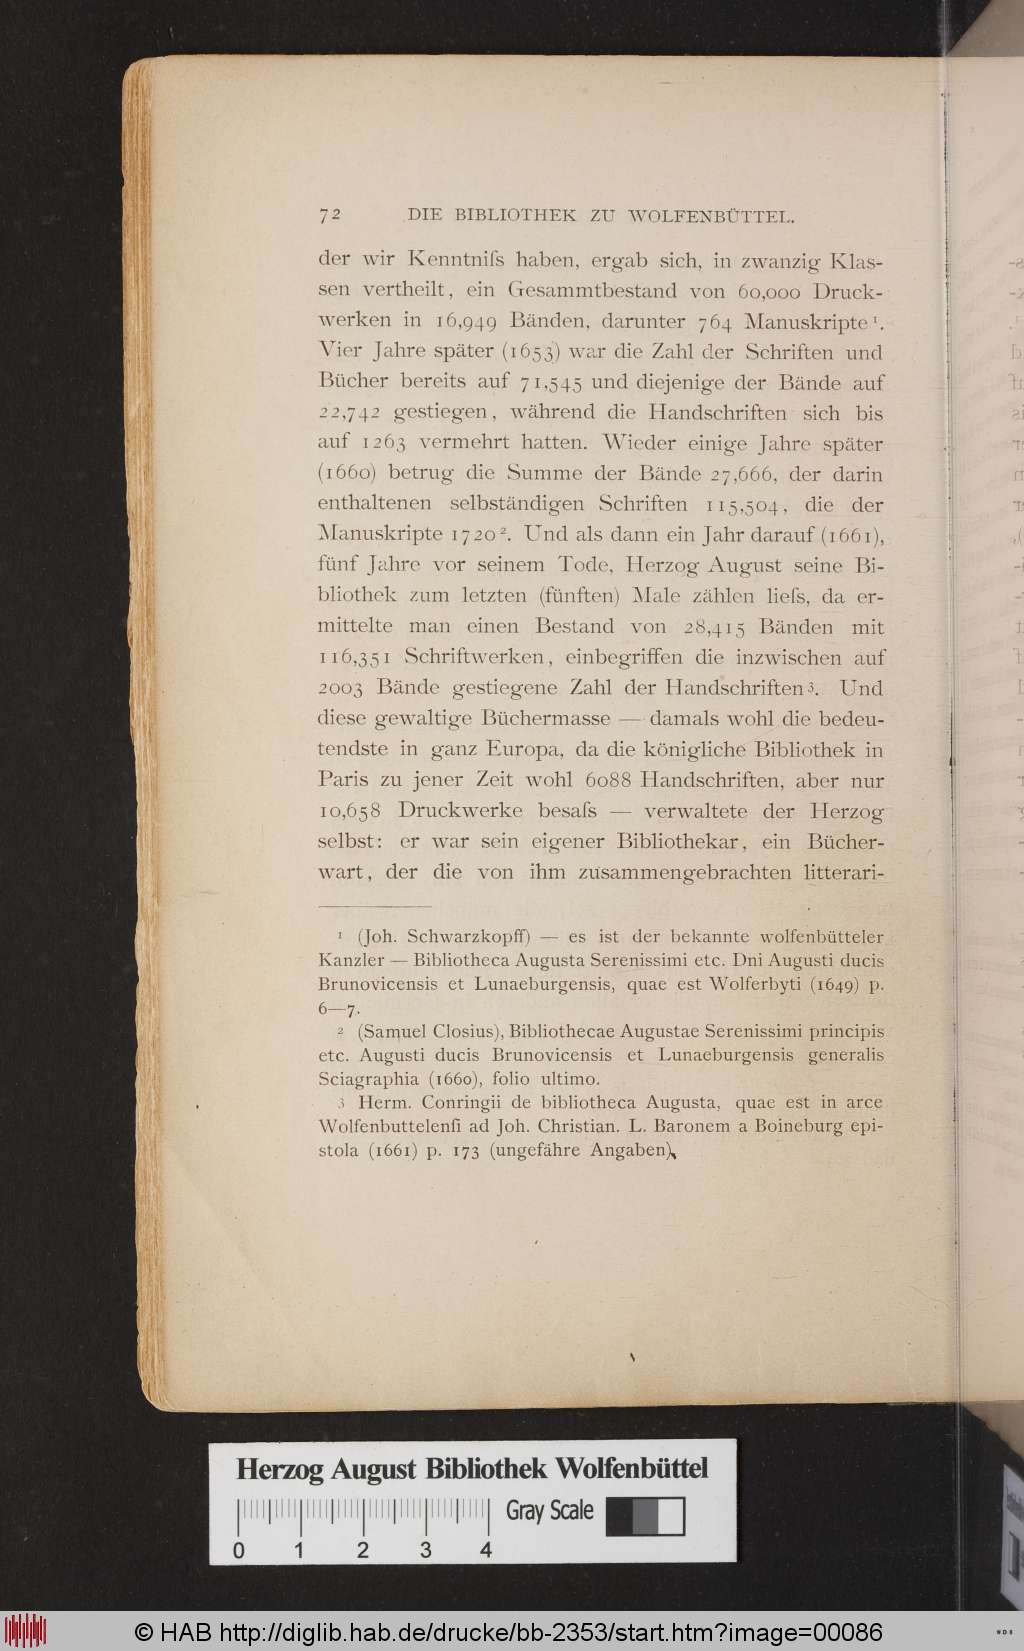 72 DIE BIBLIOTHEK ZU WOLFENBÜTTEL.
der wir Kenntniſs haben, ergab sich, in zwanzig Klas-
sen vertheilt, ein Gesammtbestand von 60,000 Druck-
werken in 16,949 Bänden, darunter 764 Manuskripte ¹.
Vier Jahre später (1653) war die Zahl der Schriften und
Bücher bereits auf 71,545 und diejenige der Bände auf
22,742 gestiegen, während die Handschriften sich bis
auf 1263 vermehrt hatten. Wieder einige Jahre später
(1660) betrug die Summe der Bände 27,666, der darin
enthaltenen selbständigen Schriften 115,504, die der
Manuskripte 1720 ². Und als dann ein Jahr darauf (1661),
fünf Jahre vor seinem Tode, Herzog August seine Bi-
bliothek zum letzten (fünften) Male zählen lieſs, da er-
mittelte man einen Bestand von 28,415 Bänden mit
116,351 Schriftwerken, einbegriffen die inzwischen auf
2003 Bände gestiegene Zahl der Handschriften ³. Und
diese gewaltige Büchermasse — damals wohl die bedeu-
tendste in ganz Europa, da die königliche Bibliothek in
Paris zu jener Zeit wohl 6088 Handschriften, aber nur
10,658 Druckwerke besaſs — verwaltete der Herzog
selbst: er war sein eigener Bibliothekar, ein Bücher-
wart, der die von ihm zusammengebrachten litterari-
¹ (Joh. Schwarzkopff) — es ist der bekannte wolfenbütteler
Kanzler — Bibliotheca Augusta Serenissimi etc. Dni Augusti ducis
Brunovicensis et Lunaeburgensis, quae est Wolferbyti (1649) p.
6—7.
² (Samuel Closius), Bibliothecae Augustae Serenissimi principis
etc. Augusti ducis Brunovicensis et Lunaeburgensis generalis
Sciagraphia (1660), folio ultimo.
³ Herm. Conringii de bibliotheca Augusta, quae est in arce
Wolfenbuttelenſi ad Joh. Christian. L. Baronem a Boineburg epi-
stola (1661) p. 173 (ungefähre Angaben).
Herzog August Bibliothek Wolfenbüttel
Gray Scale
0 1 2 3 4
© HAB http://diglib.hab.de/drucke/bb-2353/start.htm?image=00086